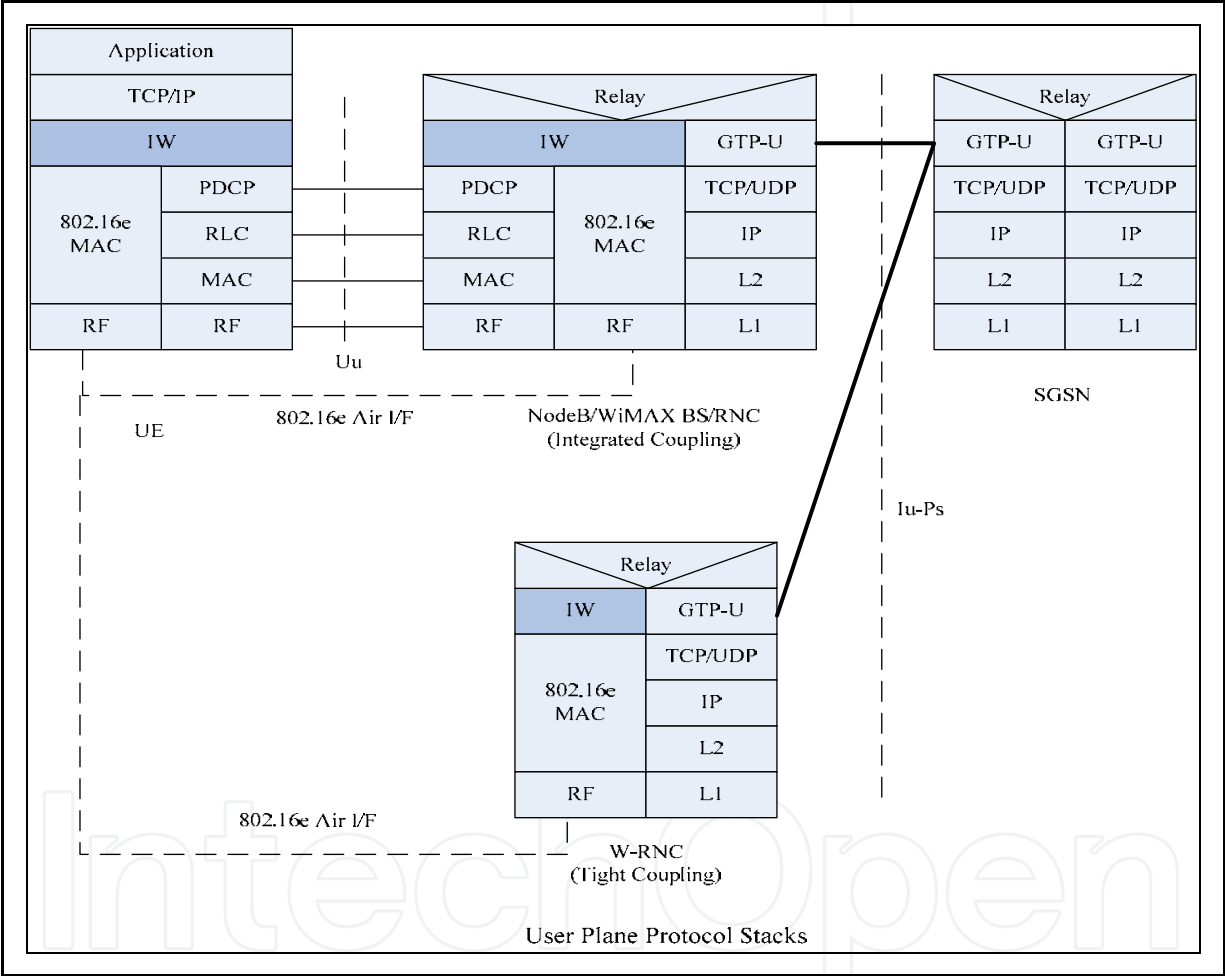 Application
TCP/IP
IW
802.16e
MAC
PDCP
RLC
MAC
RF
RF
Uu
UE
802.16e Air I/F
Relay
IW
GTP-U
PDCP
RLC
MAC
802.16e
MAC
TCP/UDP
IP
L2
RF
RF
L1
NodeB/WiMAX BS/RNC
(Integrated Coupling)
Relay
GTP-U
GTP-U
TCP/UDP
TCP/UDP
IP
IP
L2
L2
L1
L1
SGSN
Iu-Ps
Relay
IW
GTP-U
802.16e
MAC
TCP/UDP
IP
L2
RF
L1
802.16e Air I/F
W-RNC
(Tight Coupling)
User Plane Protocol Stacks
IntechOpen